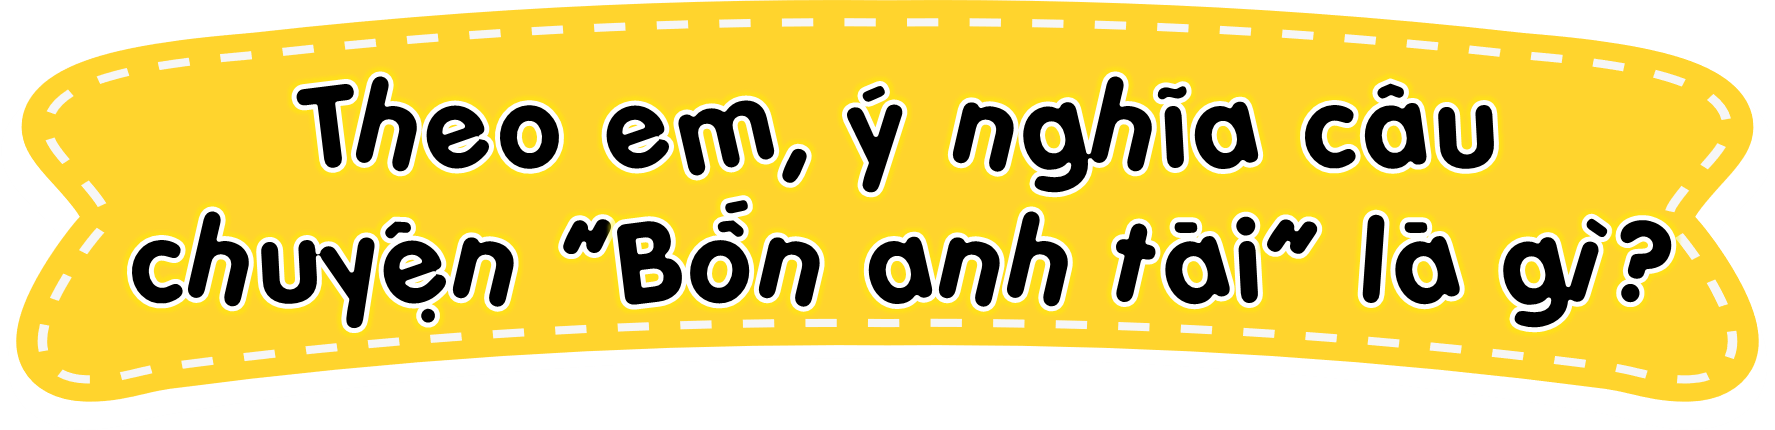 Theo em, ý nghĩa câu
chuyện “Bốn anh tài” là gì?